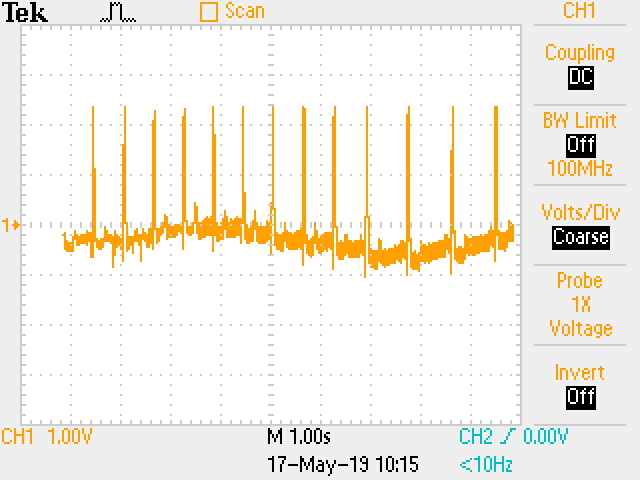 Tek Scan CH1
Coupling
DC
BW Limit
Off
100MHz
1
Volts/Div
Coarse
Probe
1X
Voltage
Invert
Off
CH1 1.00V M 1.00s CH2 0.00V
17-May-19 10:15 <10Hz